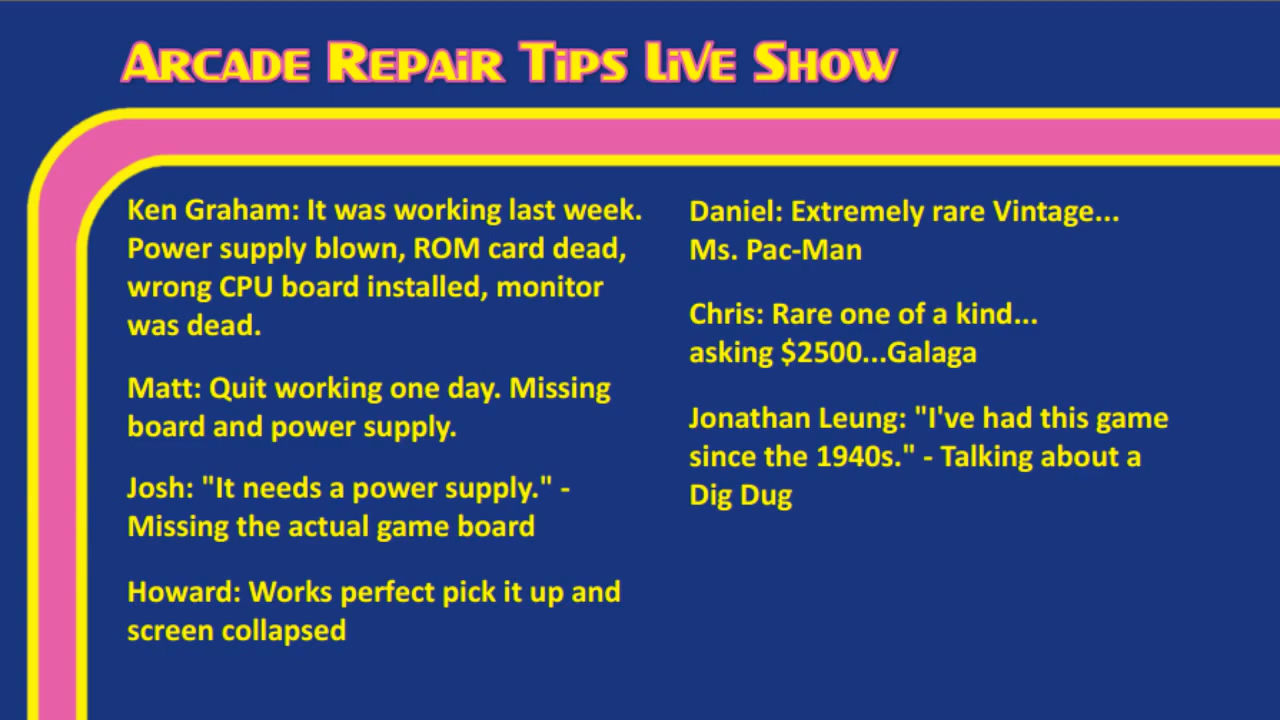 Arcade Repair Tips Live Show
Ken Graham: It was working last week.
Power supply blown, ROM card dead,
wrong CPU board installed, monitor
was dead.
Matt: Quit working one day. Missing
board and power supply.
Josh: "It needs a power supply." -
Missing the actual game board
Howard: Works perfect pick it up and
screen collapsed
Daniel: Extremely rare Vintage...
Ms. Pac-Man
Chris: Rare one of a kind...
asking $2500...Galaga
Jonathan Leung: "I've had this game
since the 1940s." - Talking about a
Dig Dug